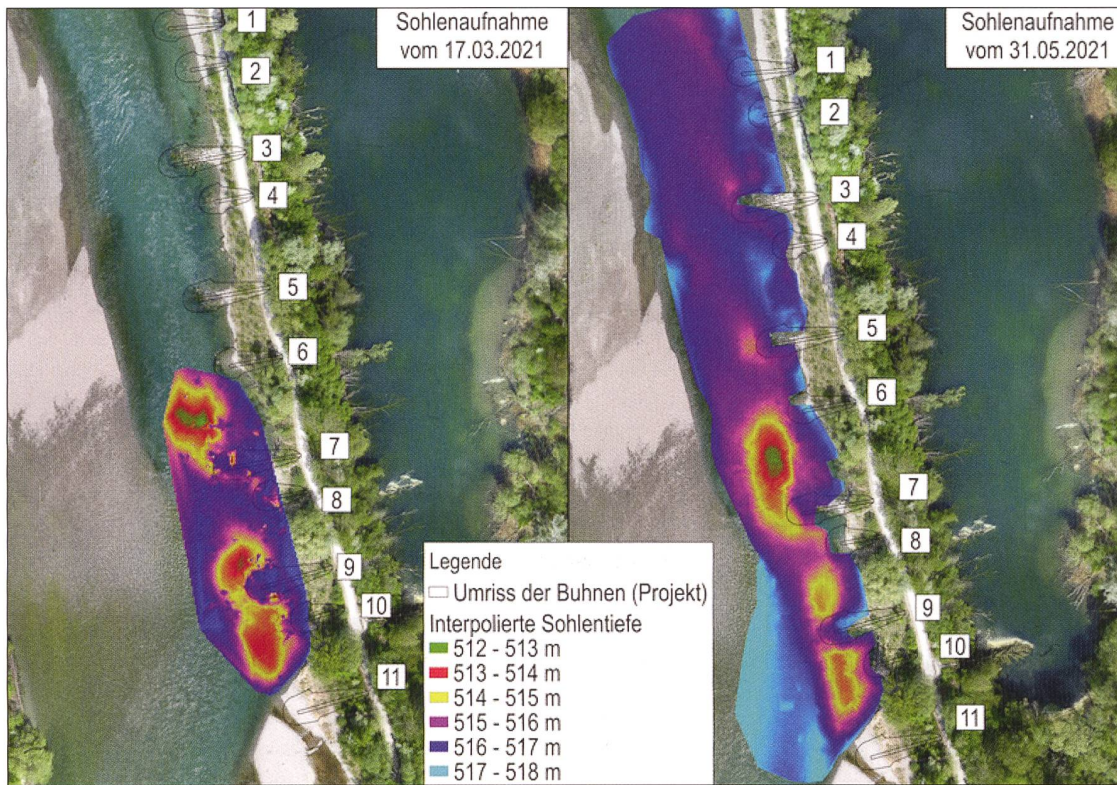 Sohlenaufnahme
vom 17.03.2021
1
2
3
4
5
6
7
8
9
10
11
Sohlenaufnahme
vom 31.05.2021
1
2
3
4
5
6
7
8
9
10
11
Legende
Umriss der Buhnen (Projekt)
Interpolierte Sohlentiefe
512 - 513 m
513 - 514 m
514 - 515 m
515 - 516 m
516 - 517 m
517 - 518 m